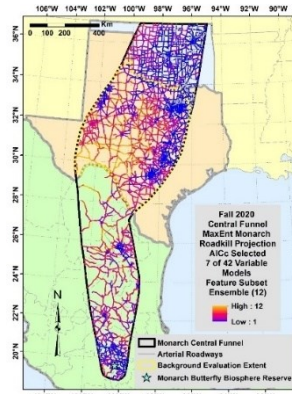 106°W 104°W 102°W 100°W 98°W 96°W 94°W 92°W 90°W
0 200 400
Km
36°N
34°N
32°N
30°N
28°N
26°N
24°N
22°N
20°N
Fall 2020
Central Funnel
MaxEnt Monarch
Roadkill Projection
AICc Selected
7 of 42 Variable
Models
Feature Subset
Ensemble (12)
High : 12
Low : 1
N
Monarch Central Funnel
Arterial Roadways
Background Evaluation Extent
Monarch Butterfly Biosphere Reserve